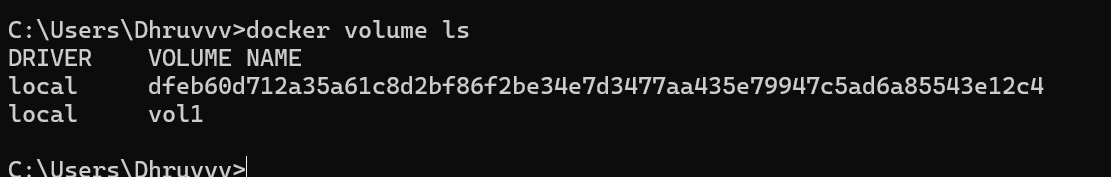 C:\Users\Dhruvvv>docker volume ls
DRIVER    VOLUME NAME
local     dfeb60d712a35a61c8d2bf86f2be34e7d3477aa435e79947c5ad6a85543e12c4
local     vol1
C:\Users\Dhruvvv>